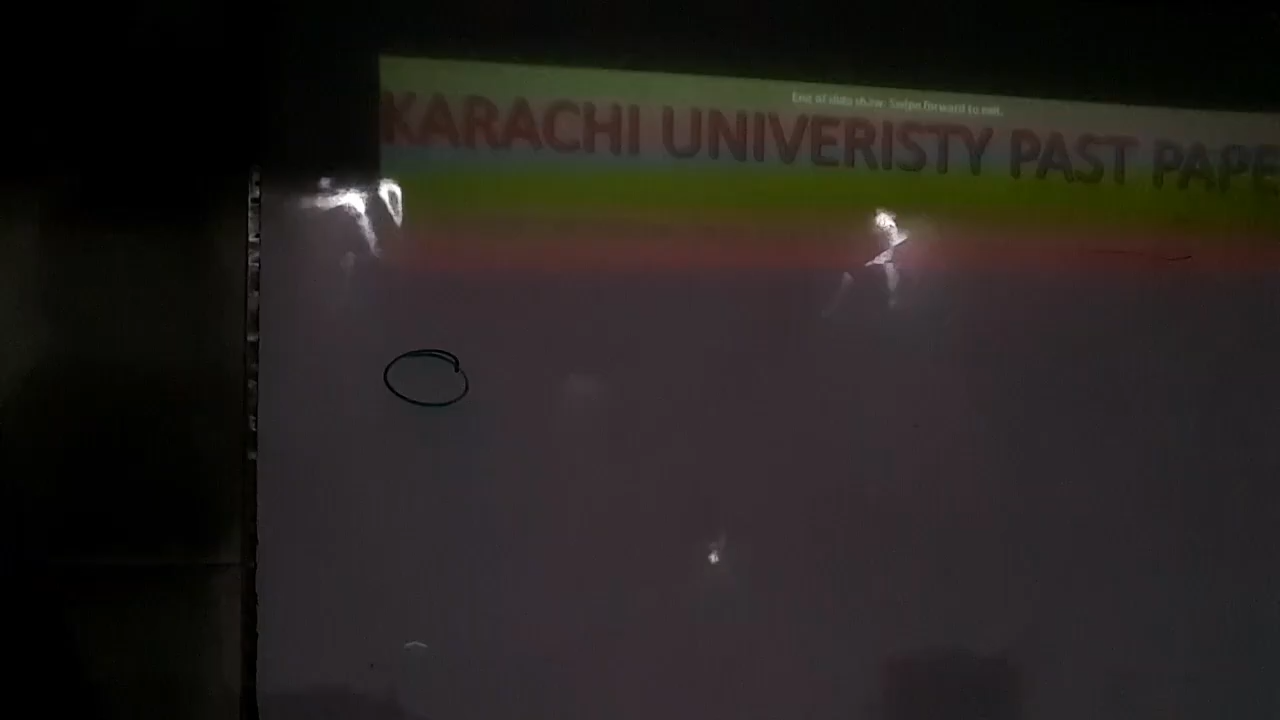 End of slide show. Swipe forward to exit.
KARACHI UNIVERISTY PAST PAPE